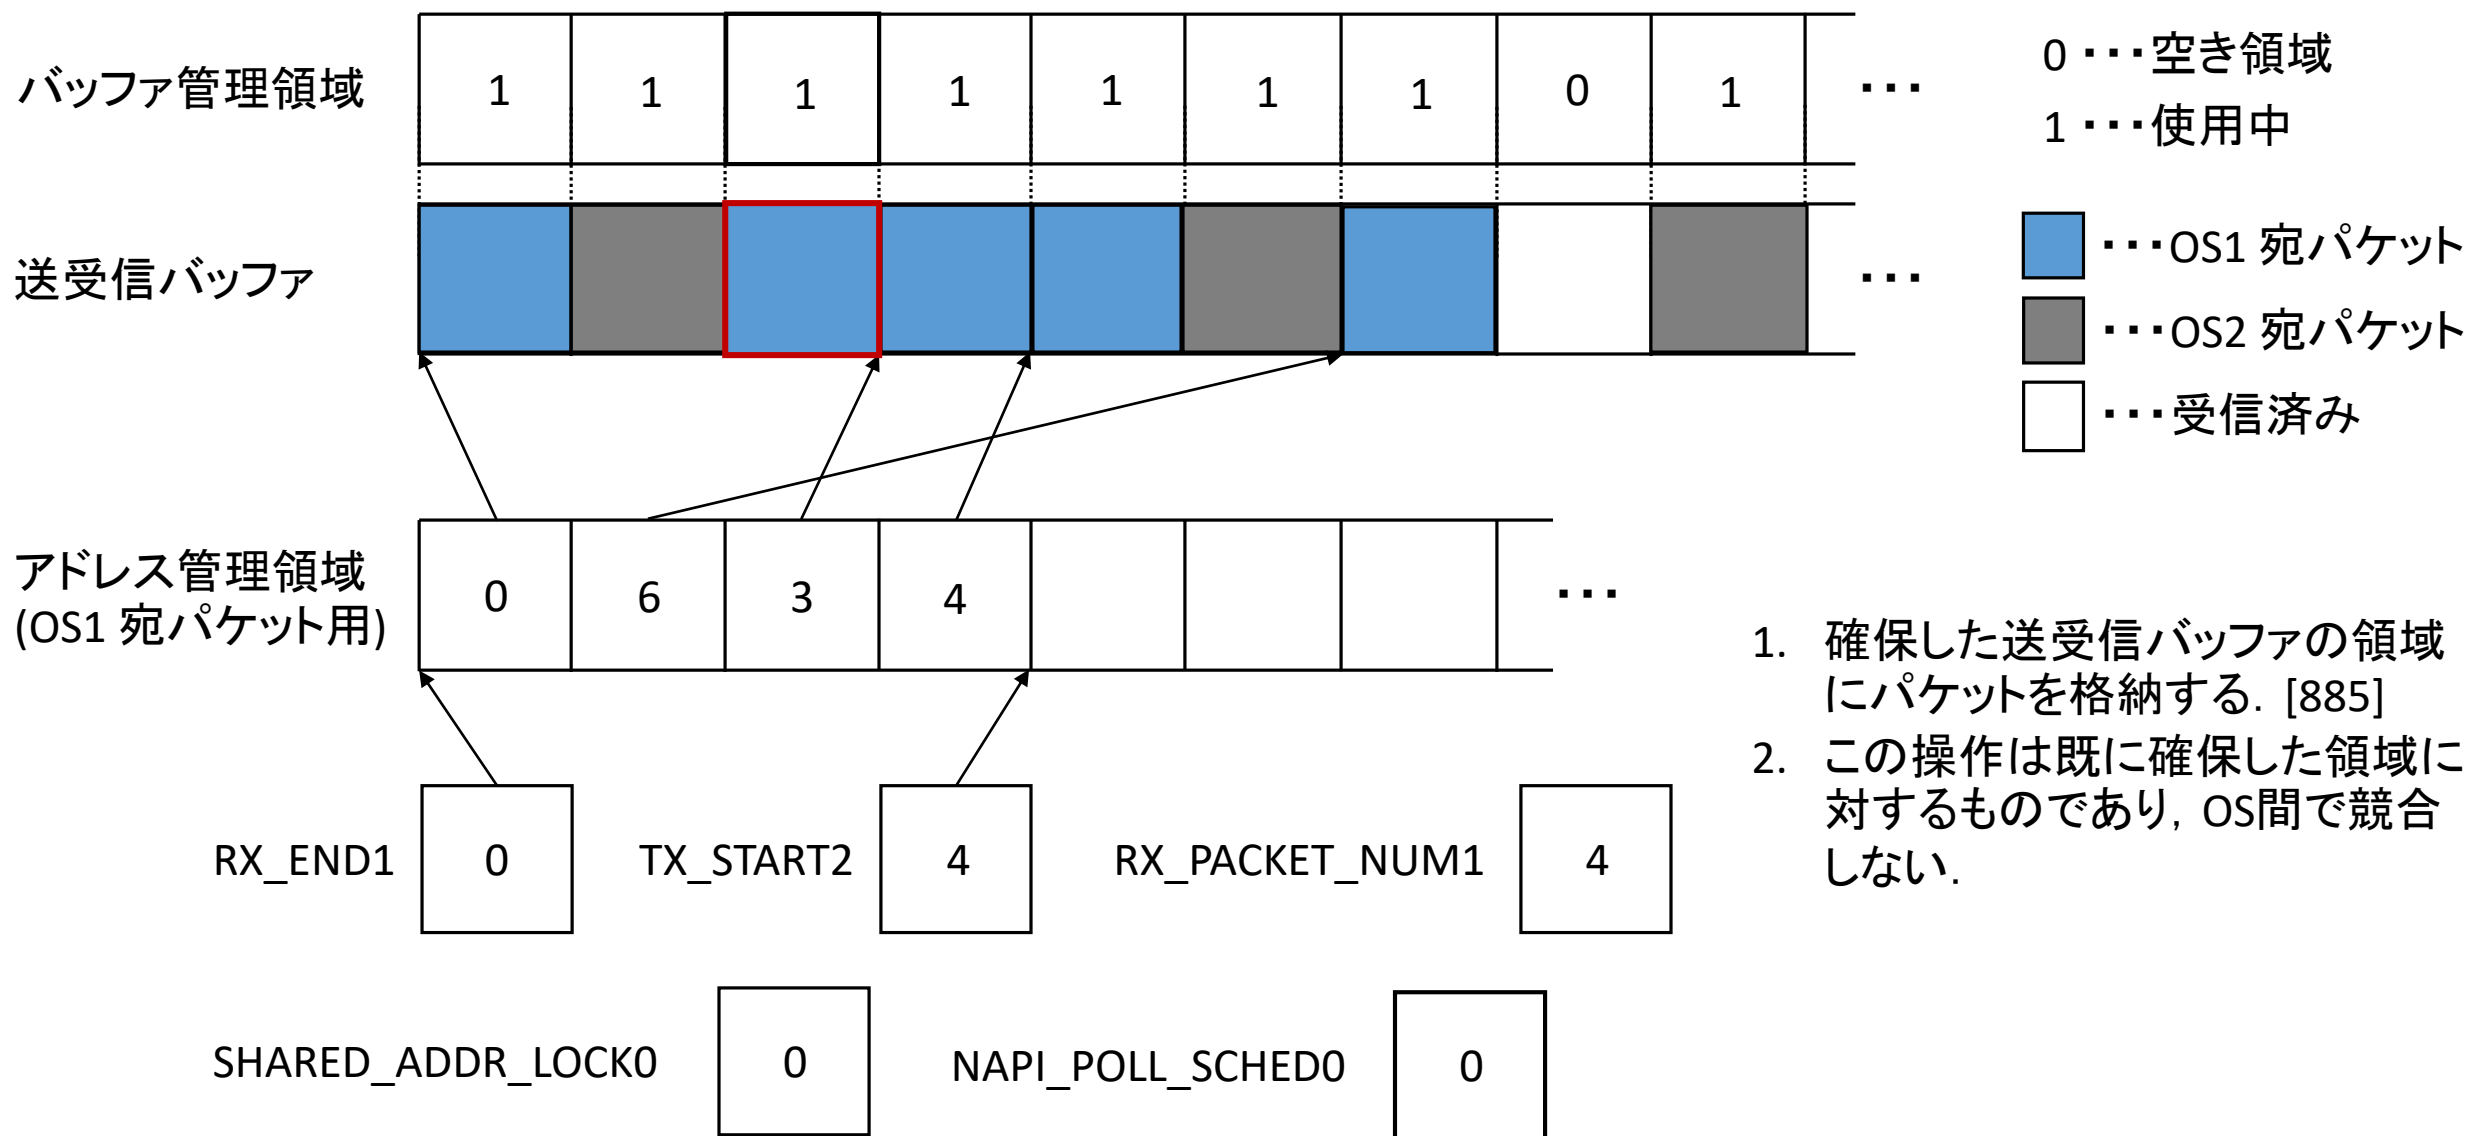 バッファ管理領域 1 1 1 1 1 1 1 0 1 ･･･
0 ･･･空き領域
1 ･･･使用中
送受信バッファ ･･･
･･･OS1 宛パケット
･･･OS2 宛パケット
･･･受信済み
アドレス管理領域
(OS1 宛パケット用)
0 6 3 4 ･･･
1. 確保した送受信バッファの領域
にパケットを格納する. [885]
2. この操作は既に確保した領域に
対するものであり, OS間で競合
しない.
RX_END1 0 TX_START2 4 RX_PACKET_NUM1 4
SHARED_ADDR_LOCK0 0 NAPI_POLL_SCHED0 0